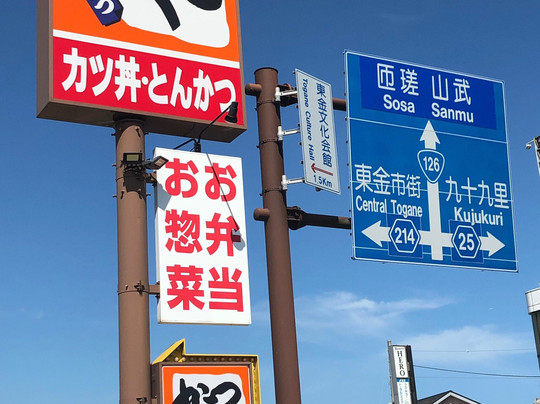 カツ丼・とんかつ
お弁当
お惣菜
東金文化会館
Togane Culture Hall
1.5Km
匝瑳 山武
Sosa Sanmu
126
東金市街
Central Togane
九十九里
Kujukuri
214
25
HERO